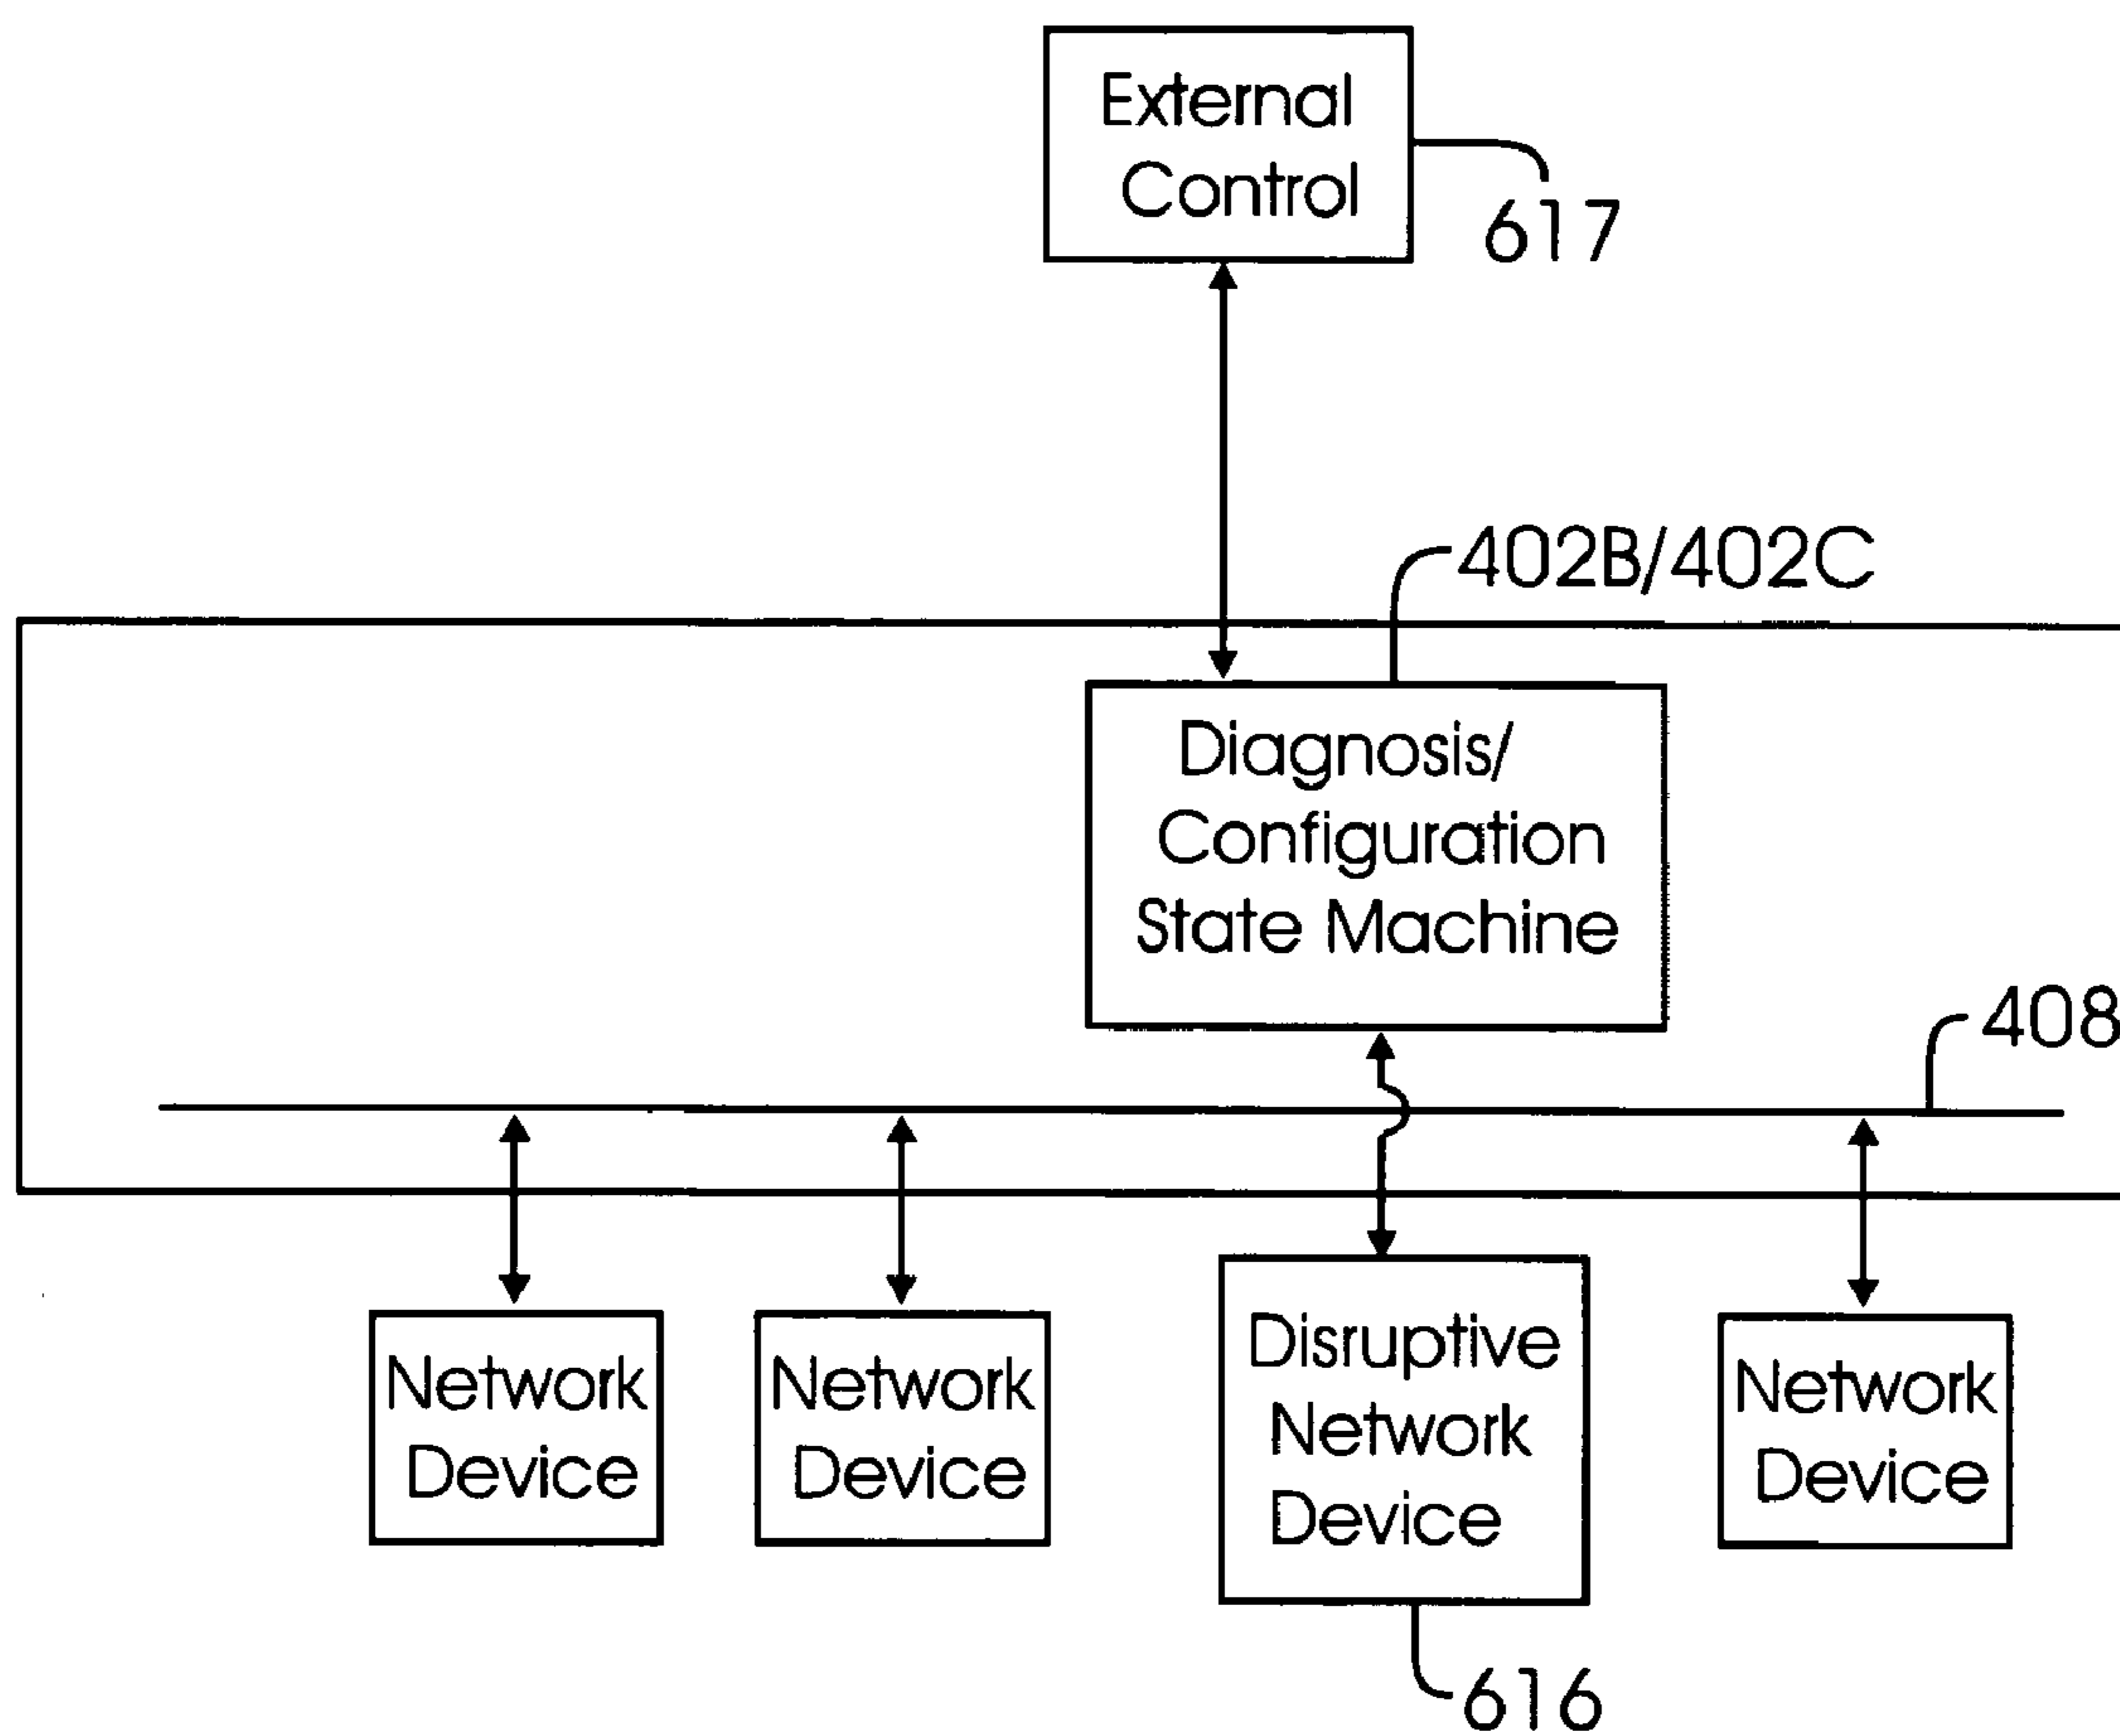 External
Control
617
402B/402C
Diagnosis/
Configuration
State Machine
408
Network
Device
Network
Device
Disruptive
Network
Device
Network
Device
616